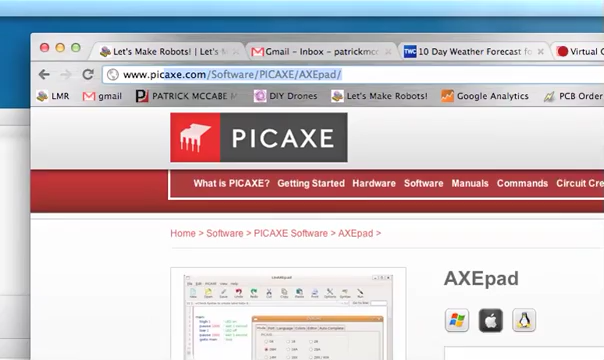 Let's Make Robots! | Let's M
Gmail - Inbox - patrickmc
TWC 10 Day Weather Forecast fo
Virtual C
www.picaxe.com/Software/PICAXE/AXEpad/
LMR gmail PATRICK MCCABE M DIY Drones Let's Make Robots! Google Analytics PCB Order
PICAXE
What is PICAXE? Getting Started Hardware Software Manuals Commands Circuit Cre
Home > Software > PICAXE Software > AXEpad >
AXEpad